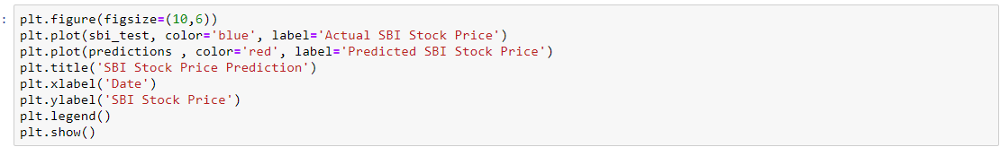 :
plt.figure(figsize=(10,6))
plt.plot(sbi_test, color='blue', label='Actual SBI Stock Price')
plt.plot(predictions , color='red', label='Predicted SBI Stock Price')
plt.title('SBI Stock Price Prediction')
plt.xlabel('Date')
plt.ylabel('SBI Stock Price')
plt.legend()
plt.show()